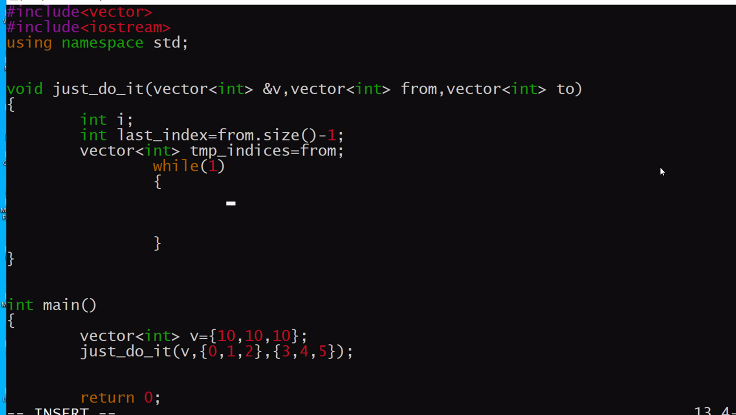 #include<vector>
#include<iostream>
using namespace std;
void just_do_it(vector<int> &v,vector<int> from,vector<int> to)
{
int i;
int last_index=from.size()-1;
vector<int> tmp_indices=from;
while(1)
{
}
}
int main()
{
vector<int> v={10,10,10};
just_do_it(v,{0,1,2},{3,4,5});
return 0;
-- INSERT --